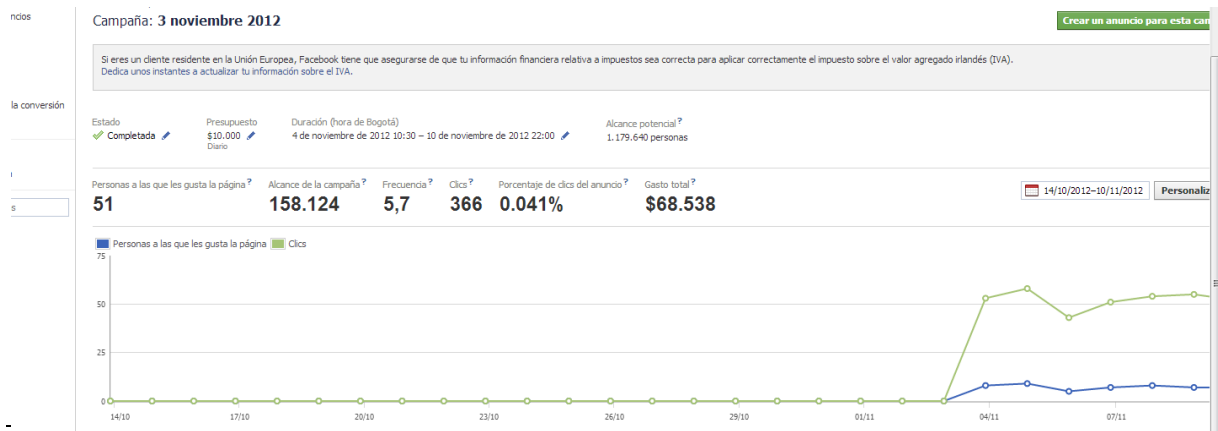 ncios
Campaña: 3 noviembre 2012
Crear un anuncio para esta can
Si eres un cliente residente en la Unión Europea, Facebook tiene que asegurarse de que tu información financiera relativa a impuestos sea correcta para aplicar correctamente el impuesto sobre el valor agregado irlandés (IVA).
Dedica unos instantes a actualizar tu información sobre el IVA.
la conversión
Estado
Presupuesto
Duración (hora de Bogotá)
Alcance potencial?
Completada
$10.000
4 de noviembre de 2012 10:30 – 10 de noviembre de 2012 22:00
1.179.640 personas
Diario
Personas a las que les gusta la página?
Alcance de la campaña?
Frecuencia?
Clics?
Porcentaje de clics del anuncio?
Gasto total?
51
158.124
5,7
366
0.041%
$68.538
14/10/2012–10/11/2012
Personaliz
s
Personas a las que les gusta la página
Clics
75
50
25
0
14/10
17/10
20/10
23/10
26/10
29/10
01/11
04/11
07/11